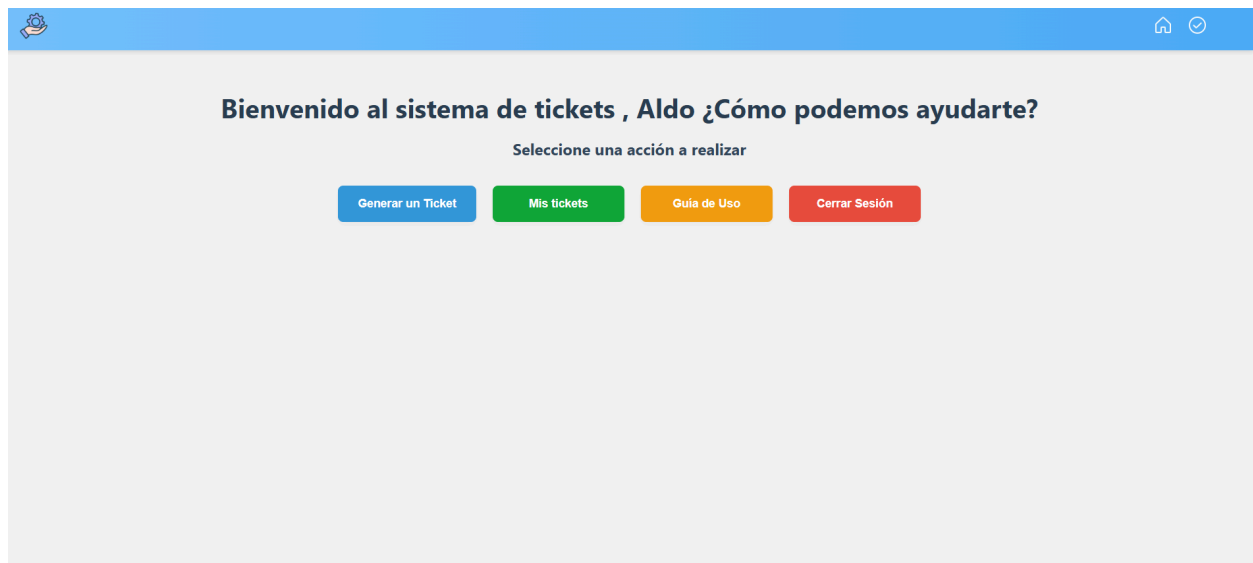 Bienvenido al sistema de tickets , Aldo ¿Cómo podemos ayudarte?
Seleccione una acción a realizar
Generar un Ticket
Mis tickets
Guia de Uso
Cerrar Sesión